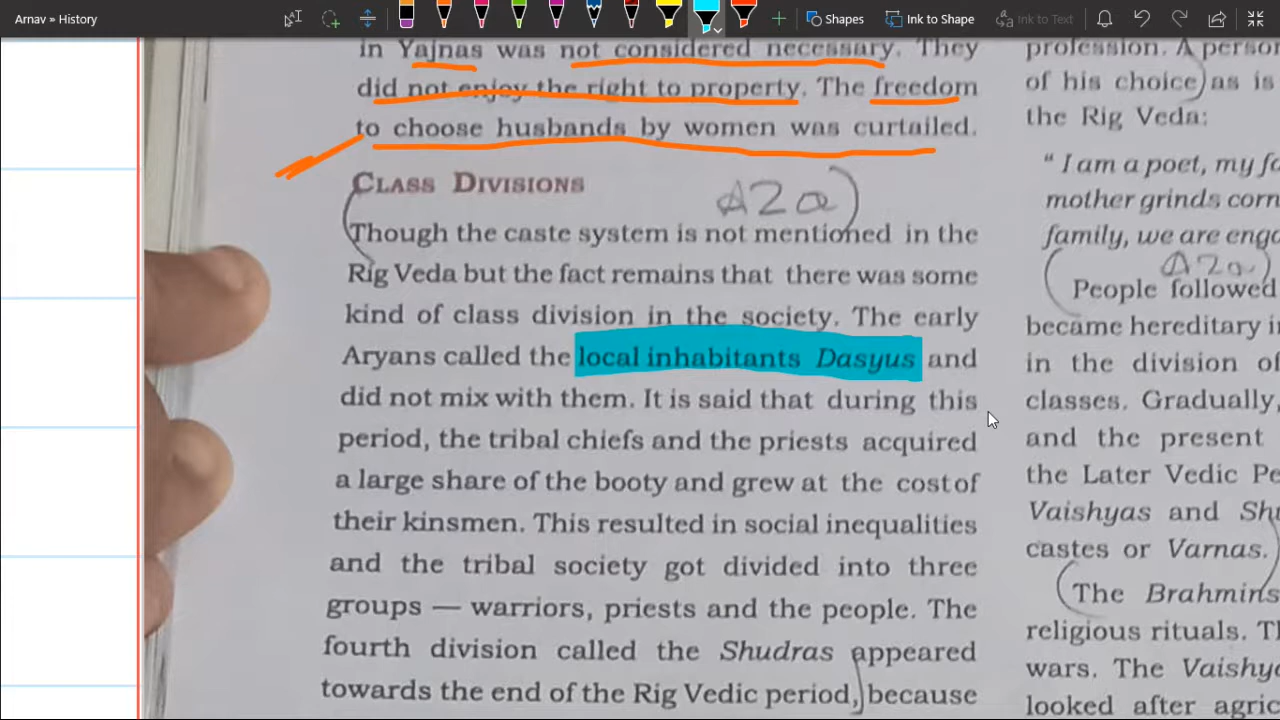 Arnav » History
Shapes
Ink to Shape
Ink to Text
in Yajnas was not considered necessary. They
did not enjoy the right to property. The freedom
to choose husbands by women was curtailed.
CLASS DIVISIONS
A2a)
Though the caste system is not mentioned in the
Rig Veda but the fact remains that there was some
kind of class division in the society. The early
Aryans called the local inhabitants Dasyus and
did not mix with them. It is said that during this
period, the tribal chiefs and the priests acquired
a large share of the booty and grew at the cost of
their kinsmen. This resulted in social inequalities
and the tribal society got divided into three
groups — warriors, priests and the people. The
fourth division called the Shudras appeared
towards the end of the Rig Vedic period, because
profession. A person
of his choice as is
the Rig Veda:
" I am a poet, my fa
mother grinds corn
family, we are enga
A2a)
People followed
became hereditary in
in the division of
classes. Gradually,
and the present
the Later Vedic Pe
Vaishyas and Shu
castes or Varnas.
The Brahmins
religious rituals. Th
wars. The Vaishya
looked after agric